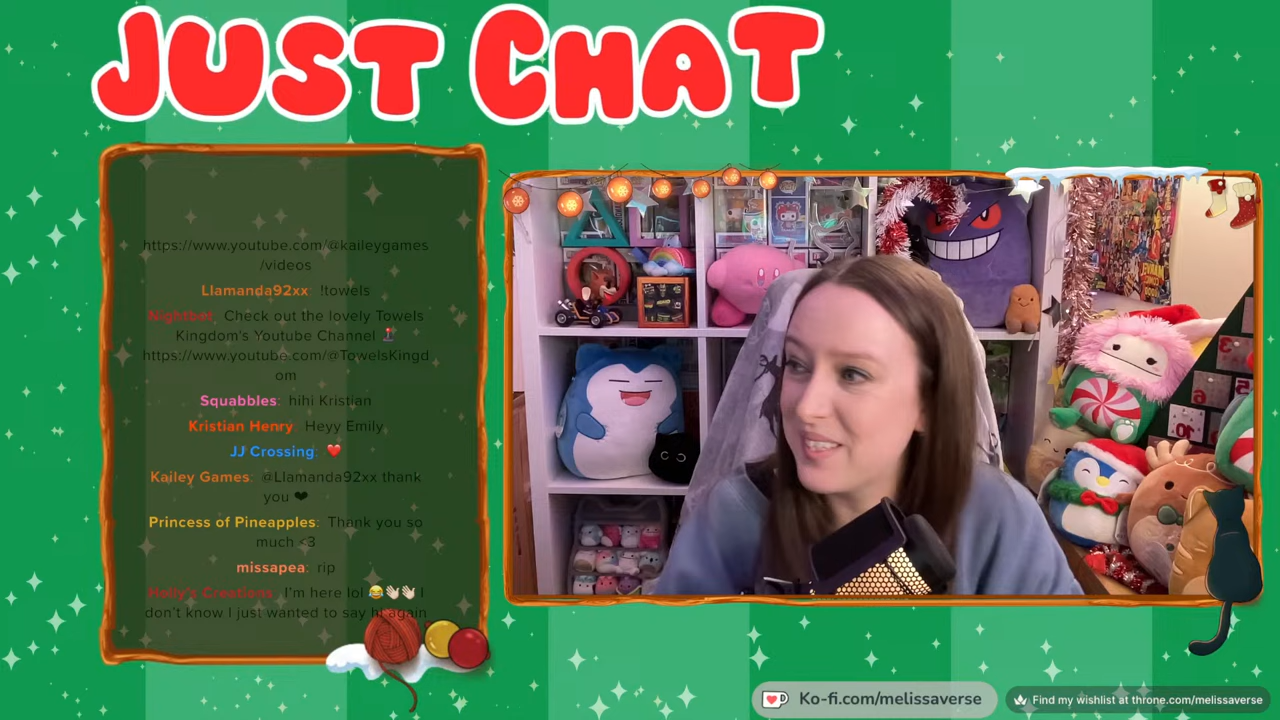 JUST CHAT
https://www.youtube.com/@kaileygames
/videos
Llamanda92xx: !towels
Nightbot: Check out the lovely Towels
Kingdom's Youtube Channel
https://www.youtube.com/@TowelsKingd
om
Squabbles: hihi Kristian
Kristian Henry: Heyy Emily
JJ Crossing: ❤️
Kailey Games: @Llamanda92xx thank
you ❤
Princess of Pineapples: Thank you so
much <3
missapea: rip
Holly's Creations: I'm here lol 😂👋🏻👋🏻 I
don't know I just wanted to say hi again
Ko-fi.com/melissaverse
Find my wishlist at throne.com/melissaverse